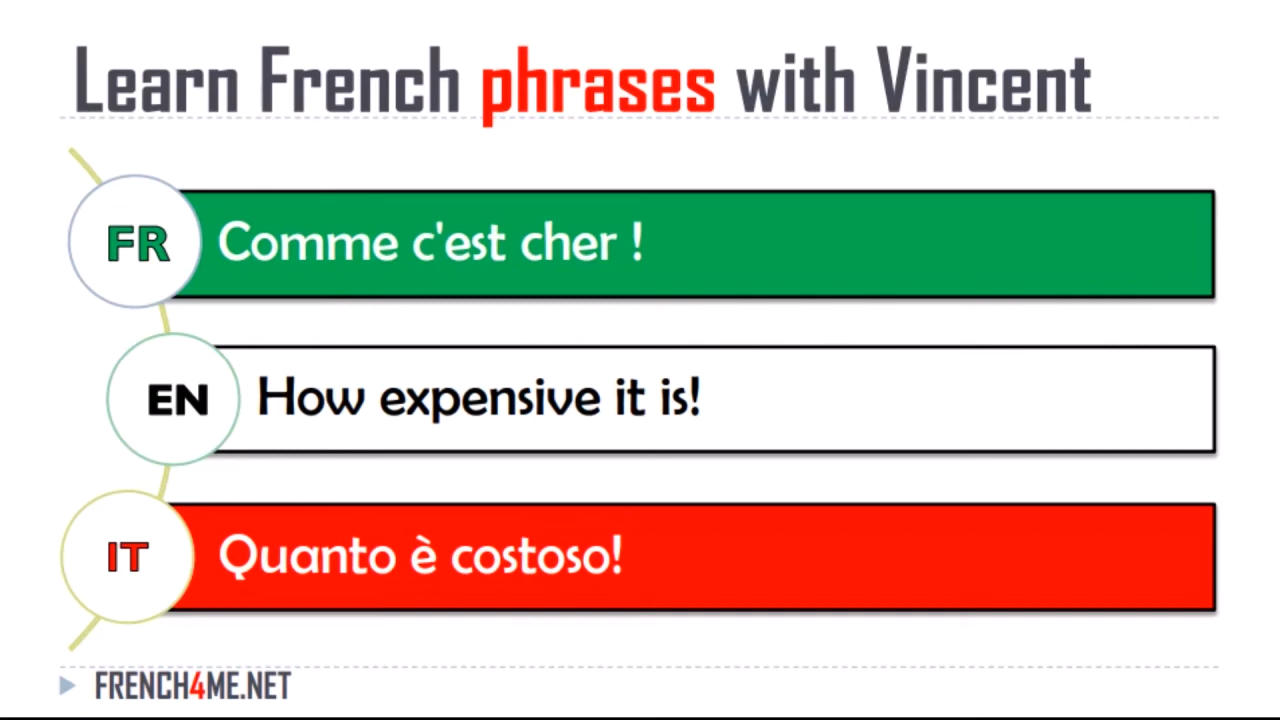 Learn French phrases with Vincent
FR Comme c'est cher !
EN How expensive it is!
IT Quanto è costoso!
FRENCH4ME.NET